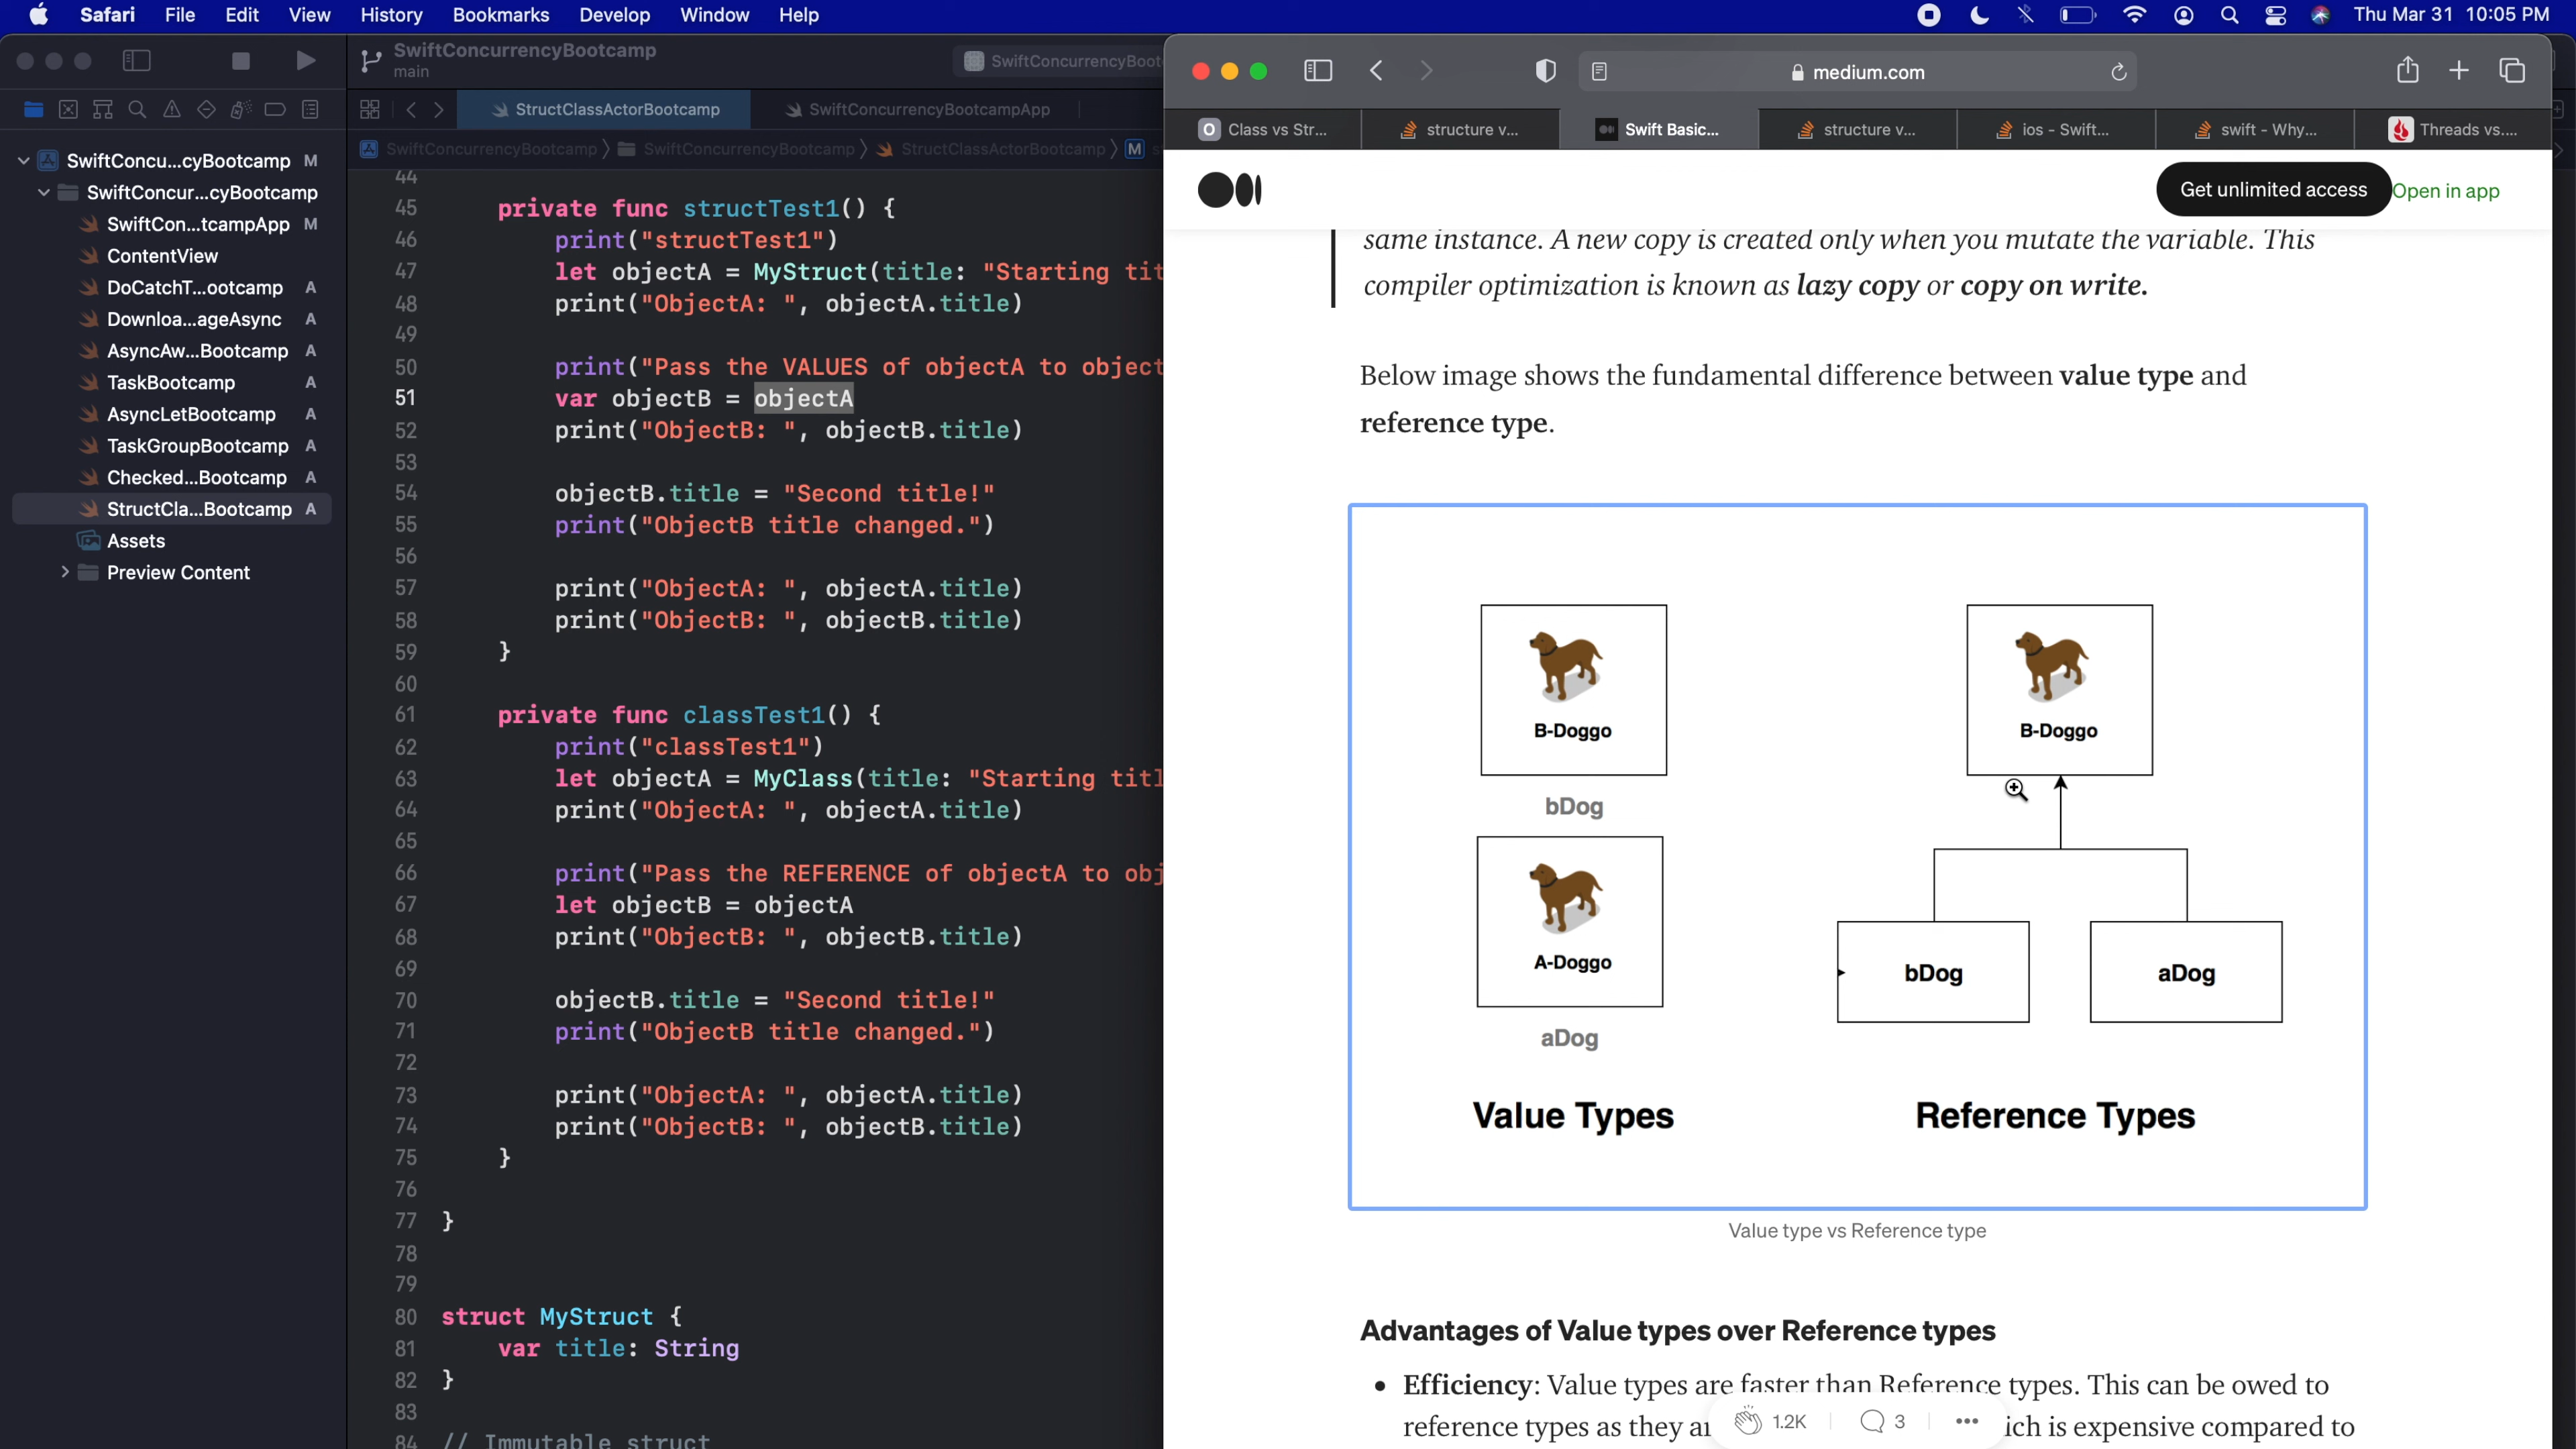 Safari File Edit View History Bookmarks Develop Window Help
Thu Mar 31 10:05 PM
SwiftConcurrencyBootcamp
main
SwiftConcurrencyBoot
StructClassActorBootcamp
SwiftConcurrencyBootcampApp
SwiftConcurrencyBootcamp
SwiftConcurrencyBootcamp
StructClassActorBootcamp
M
SwiftConcu...cyBootcamp M
SwiftConcur...cyBootcamp
SwiftCon...tcampApp M
ContentView
DoCatchT...ootcamp A
Downloa...ageAsync A
AsyncAw...Bootcamp A
TaskBootcamp A
AsyncLetBootcamp A
TaskGroupBootcamp A
Checked...Bootcamp A
StructCla...Bootcamp A
Assets
Preview Content
44
45 private func structTest1() {
46 print("structTest1")
47 let objectA = MyStruct(title: "Starting tit
48 print("ObjectA: ", objectA.title)
49
50 print("Pass the VALUES of objectA to object
51 var objectB = objectA
52 print("ObjectB: ", objectB.title)
53
54 objectB.title = "Second title!"
55 print("ObjectB title changed.")
56
57 print("ObjectA: ", objectA.title)
58 print("ObjectB: ", objectB.title)
59 }
60
61 private func classTest1() {
62 print("classTest1")
63 let objectA = MyClass(title: "Starting titl
64 print("ObjectA: ", objectA.title)
65
66 print("Pass the REFERENCE of objectA to obj
67 let objectB = objectA
68 print("ObjectB: ", objectB.title)
69
70 objectB.title = "Second title!"
71 print("ObjectB title changed.")
72
73 print("ObjectA: ", objectA.title)
74 print("ObjectB: ", objectB.title)
75 }
76
77 }
78
79
80 struct MyStruct {
81 var title: String
82 }
83
84 // Immutable struct
medium.com
Class vs Str...
structure v...
Swift Basic...
structure v...
ios - Swift...
swift - Why...
Threads vs....
Get unlimited access
Open in app
same instance. A new copy is created only when you mutate the variable. This
compiler optimization is known as lazy copy or copy on write.
Below image shows the fundamental difference between value type and
reference type.
B-Doggo
bDog
A-Doggo
aDog
Value Types
B-Doggo
bDog
aDog
Reference Types
Value type vs Reference type
Advantages of Value types over Reference types
• Efficiency: Value types are faster than Reference types. This can be owed to
reference types as they ar
ich is expensive compared to
1.2K
3